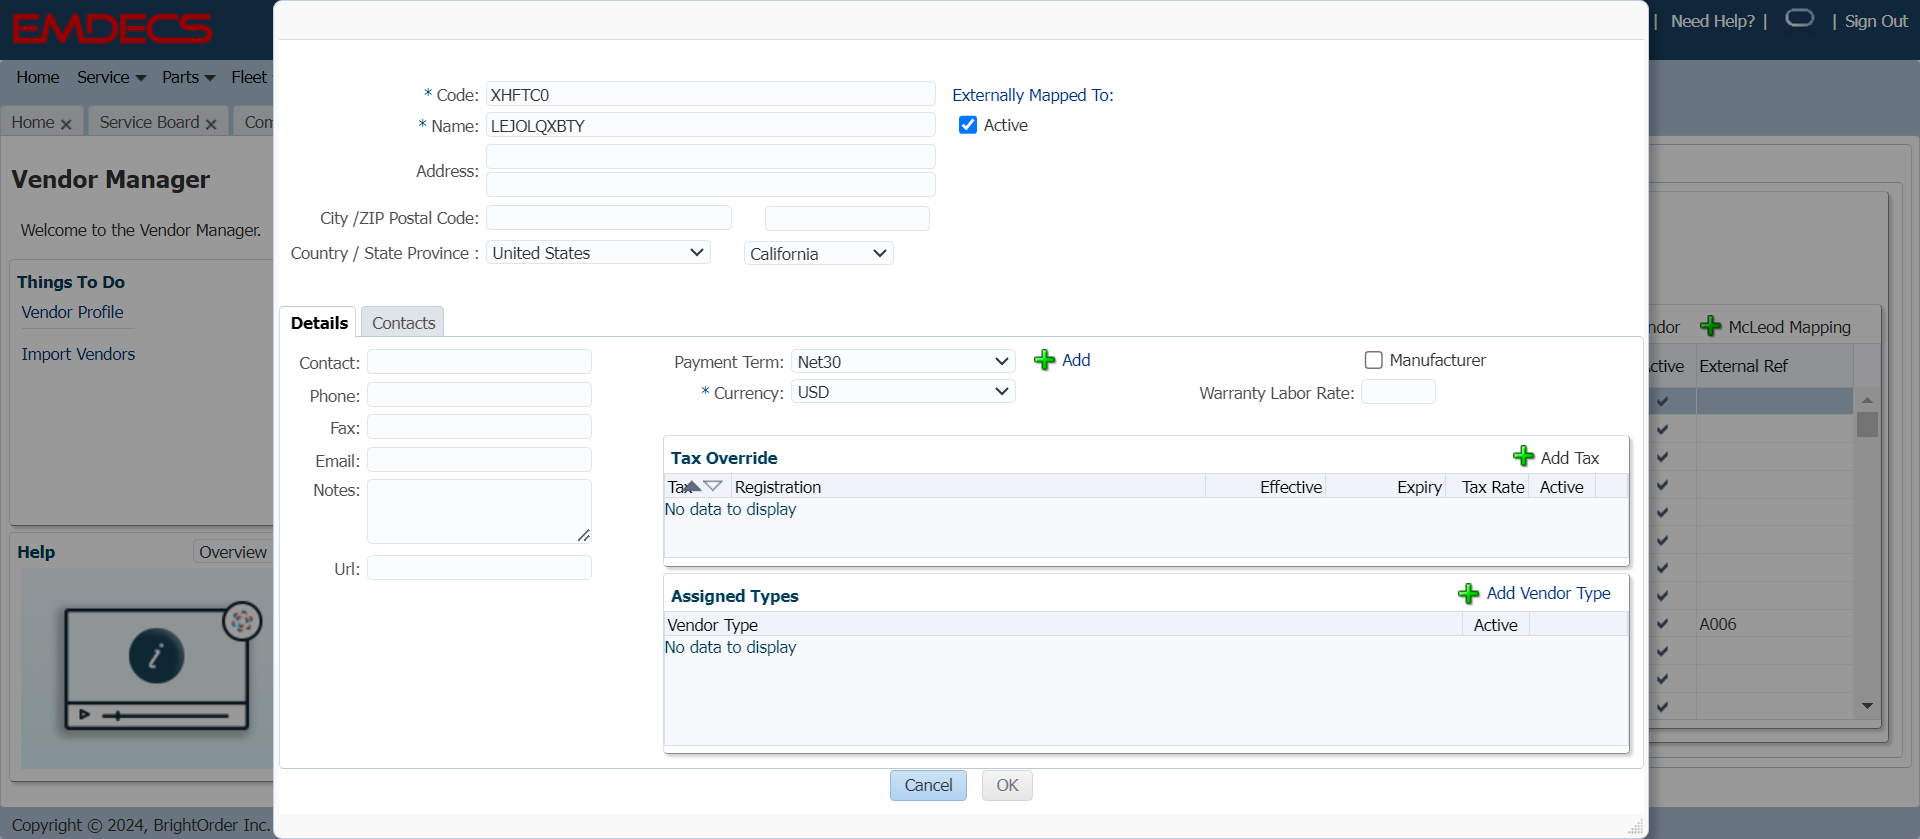 EMDECS
| Need Help? | | Sign Out
Home Service Parts Fleet
Home Service Board Con
Vendor Manager
Welcome to the Vendor Manager.
Things To Do
Vendor Profile
Import Vendors
Help Overview
* Code: XHFTC0 Externally Mapped To:
* Name: LEJOLQXBTY Active
Address:
City /ZIP Postal Code:
Country / State Province : United States California
Details Contacts
Contact:
Phone:
Fax:
Email:
Notes:
Url:
Payment Term: Net30 Add Manufacturer
* Currency: USD Warranty Labor Rate:
Tax Override Add Tax
Tax Registration Effective Expiry Tax Rate Active
No data to display
Assigned Types Add Vendor Type
Vendor Type Active
No data to display
Cancel OK
ndor McLeod Mapping
ctive External Ref
A006
Copyright © 2024, BrightOrder Inc.